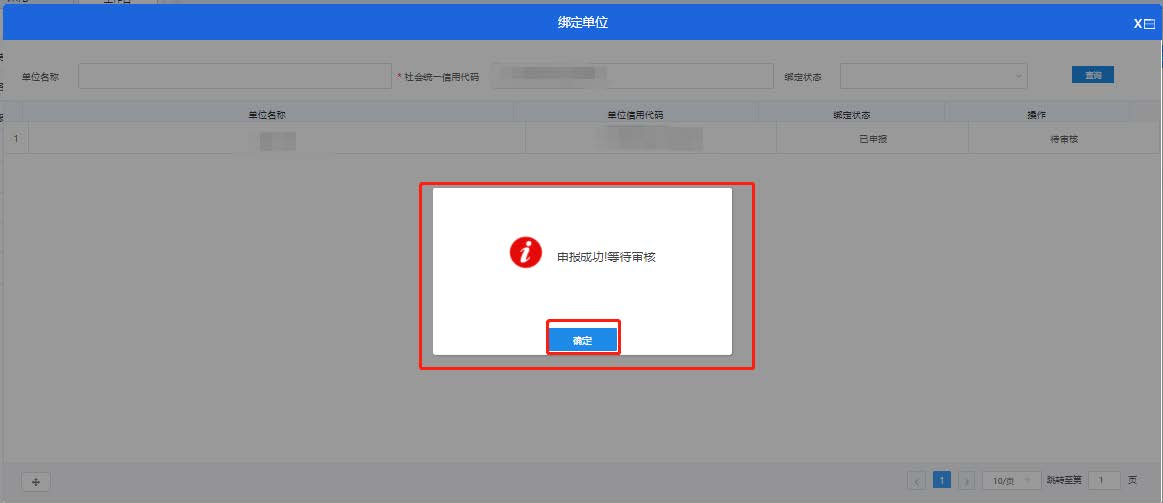 绑定单位
X
单位名称
* 社会统一信用代码
绑定状态
查询
单位名称 单位信用代码 绑定状态 操作
1 已申报 待审核
申报成功!等待审核
确定
‹ 1 › 10/页 跳转至第 1 页